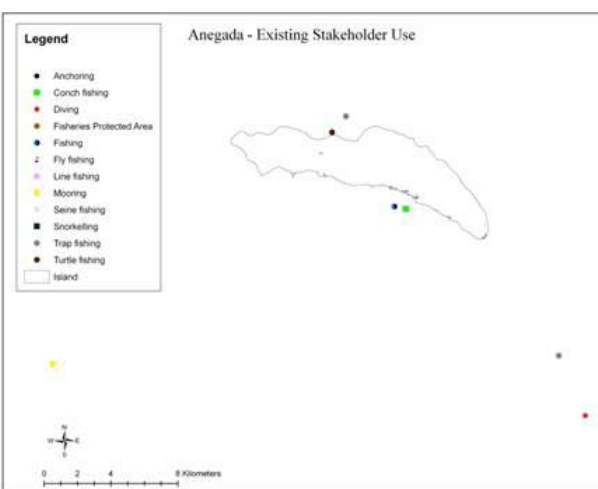 Anegada - Existing Stakeholder Use
Legend
Anchoring
Conch fishing
Diving
Fisheries Protected Area
Fishing
Fly fishing
Line fishing
Mooring
Seine fishing
Snorkelling
Trap fishing
Turtle fishing
Island
N
W E
S
0 2 4 8 Kilometers